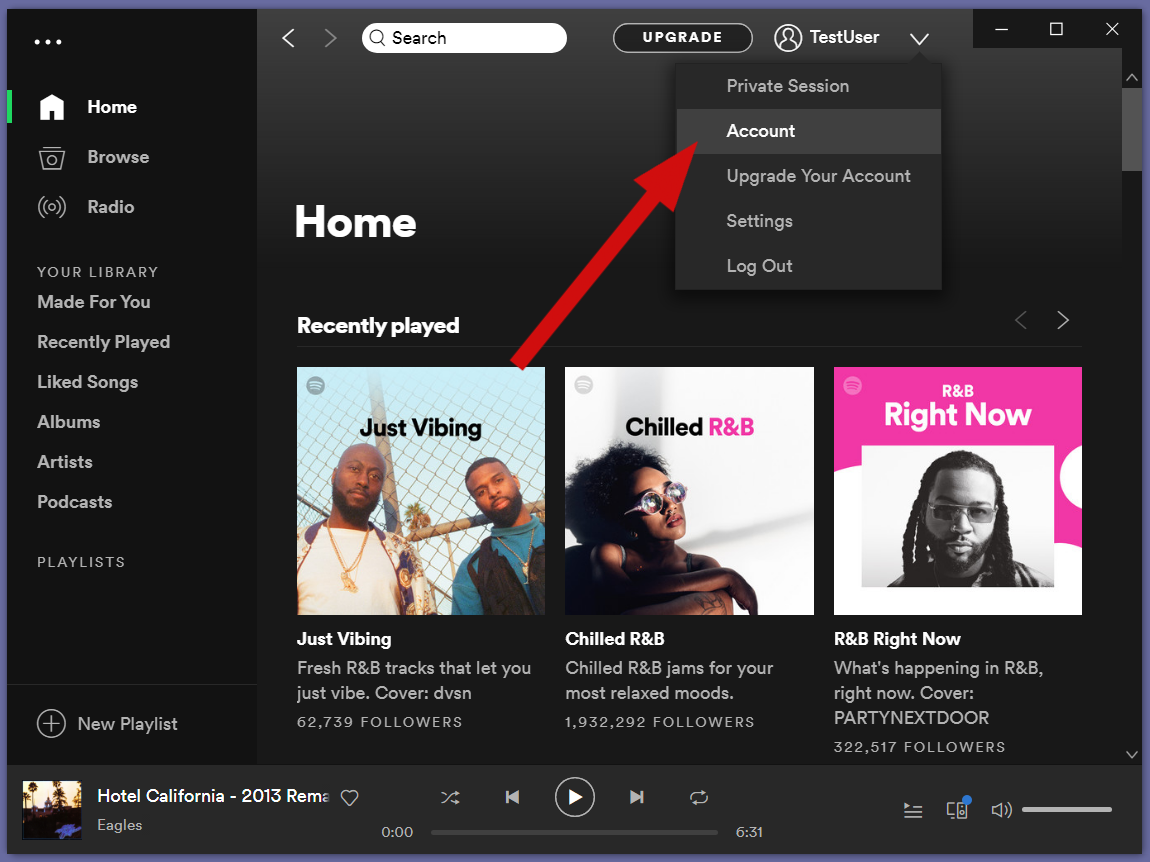 Search
UPGRADE
TestUser
Private Session
Account
Upgrade Your Account
Settings
Log Out
Home
Browse
Radio
YOUR LIBRARY
Made For You
Recently Played
Liked Songs
Albums
Artists
Podcasts
PLAYLISTS
New Playlist
Home
Recently played
Just Vibing
Chilled R&B
R&B
Right Now
Just Vibing
Fresh R&B tracks that let you
just vibe. Cover: dvsn
62,739 FOLLOWERS
Chilled R&B
Chilled R&B jams for your
most relaxed moods.
1,932,292 FOLLOWERS
R&B Right Now
What's happening in R&B,
right now. Cover:
PARTYNEXTDOOR
322,517 FOLLOWERS
Hotel California - 2013 Rema
Eagles
0:00
6:31